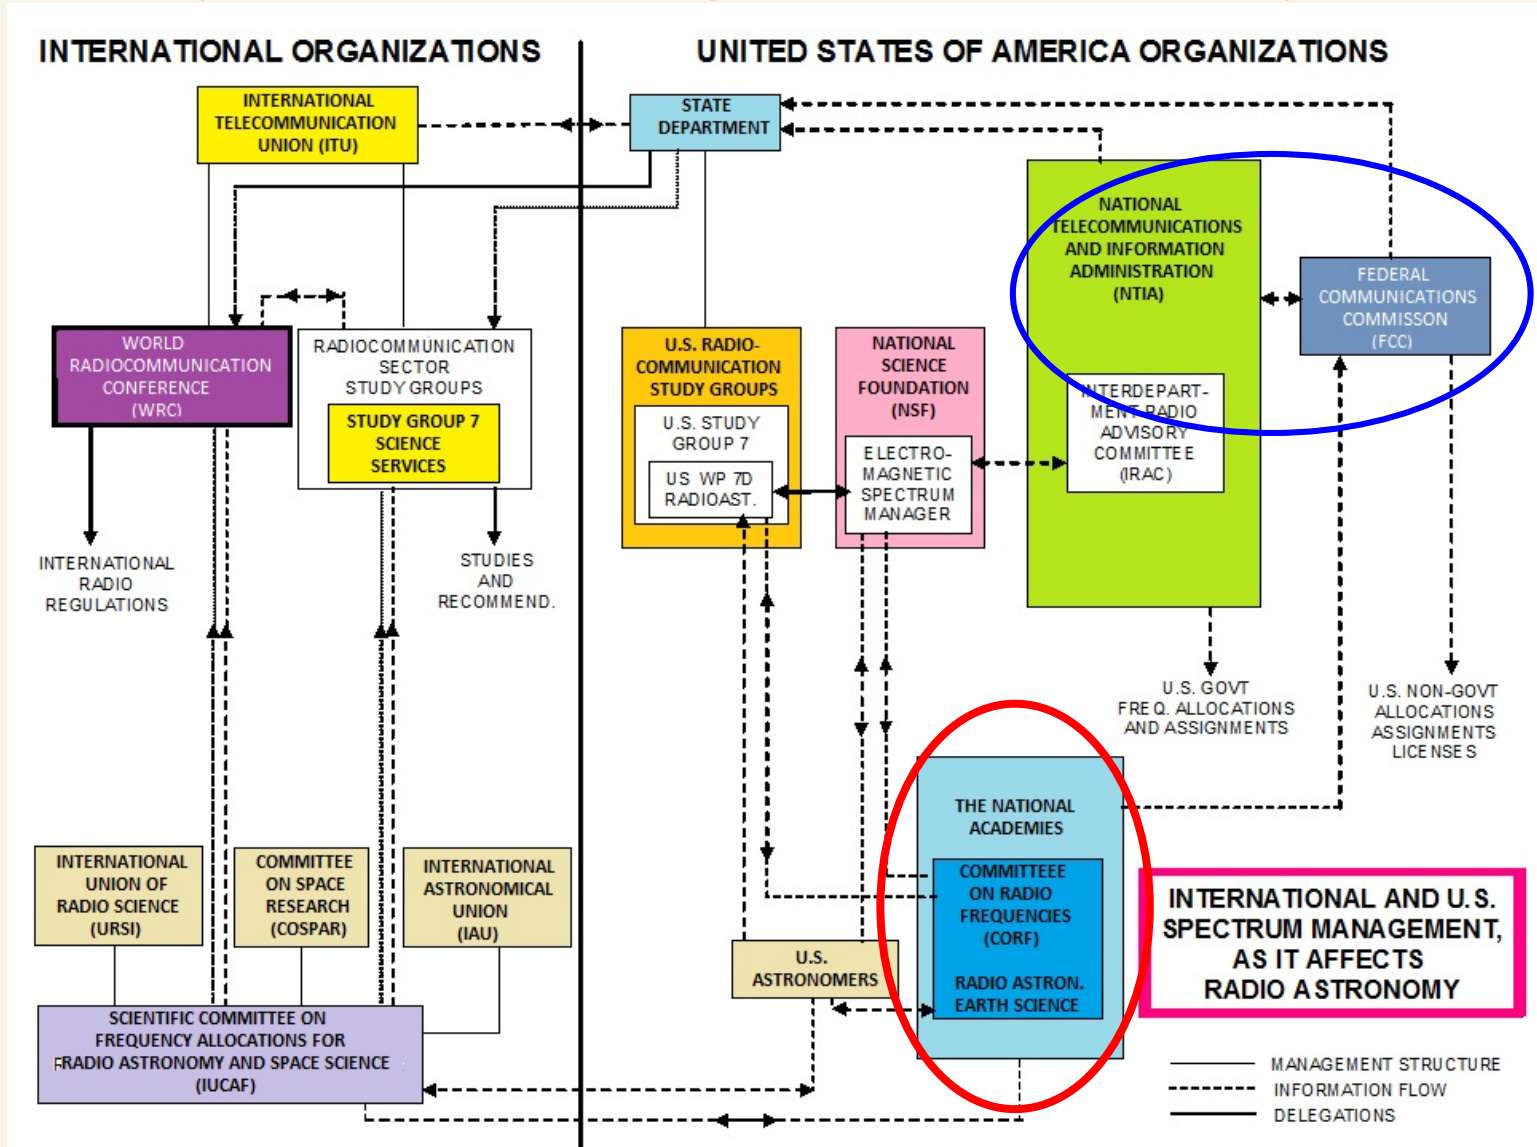 INTERNATIONAL ORGANIZATIONS
UNITED STATES OF AMERICA ORGANIZATIONS
INTERNATIONAL
TELECOMMUNICATION
UNION (ITU)
STATE
DEPARTMENT
NATIONAL
TELECOMMUNICATIONS
AND INFORMATION
ADMINISTRATION
(NTIA)
FEDERAL
COMMUNICATIONS
COMMISSON
(FCC)
WORLD
RADIOCOMMUNICATION
CONFERENCE
(WRC)
RADIOCOMMUNICATION
SECTOR
STUDY GROUPS
STUDY GROUP 7
SCIENCE
SERVICES
U.S. RADIO-
COMMUNICATION
STUDY GROUPS
U.S. STUDY
GROUP 7
US WP 7D
RADIOAST.
NATIONAL
SCIENCE
FOUNDATION
(NSF)
ELECTRO-
MAGNETIC
SPECTRUM
MANAGER
INTERDEPART-
MENT RADIO
ADVISORY
COMMITTEE
(IRAC)
INTERNATIONAL
RADIO
REGULATIONS
STUDIES
AND
RECOMMEND.
U.S. GOVT
FREQ. ALLOCATIONS
AND ASSIGNMENTS
U.S. NON-GOVT
ALLOCATIONS
ASSIGNMENTS
LICENSES
INTERNATIONAL
UNION OF
RADIO SCIENCE
(URSI)
COMMITTEE
ON SPACE
RESEARCH
(COSPAR)
INTERNATIONAL
ASTRONOMICAL
UNION
(IAU)
THE NATIONAL
ACADEMIES
COMMITTEEE
ON RADIO
FREQUENCIES
(CORF)
RADIO ASTRON.
EARTH SCIENCE
U.S.
ASTRONOMERS
SCIENTIFIC COMMITTEE ON
FREQUENCY ALLOCATIONS FOR
RADIO ASTRONOMY AND SPACE SCIENCE
(IUCAF)
INTERNATIONAL AND U.S.
SPECTRUM MANAGEMENT,
AS IT AFFECTS
RADIO ASTRONOMY
MANAGEMENT STRUCTURE
INFORMATION FLOW
DELEGATIONS